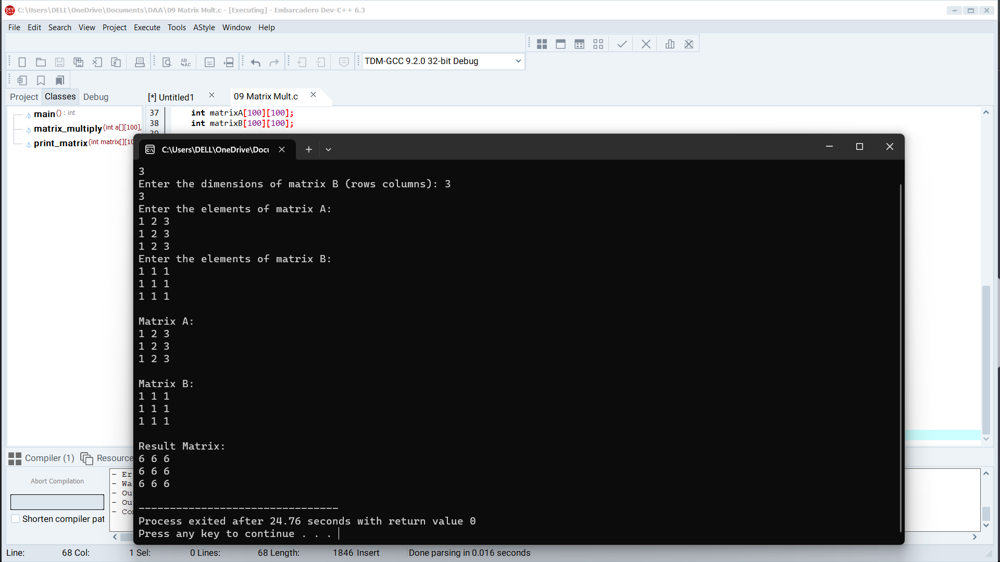 C:\Users\DELL\OneDrive\Documents\DAA\09 Matrix Mult.c - [Executing] - Embarcadero Dev-C++ 6.3
File Edit Search View Project Execute Tools AStyle Window Help
TDM-GCC 9.2.0 32-bit Debug
Project Classes Debug
[*] Untitled1 09 Matrix Mult.c
main() : int
matrix_multiply(int a[][100],
print_matrix(int matrix[][10
37 int matrixA[100][100];
38 int matrixB[100][100];
39
C:\Users\DELL\OneDrive\Docu
3
Enter the dimensions of matrix B (rows columns): 3
3
Enter the elements of matrix A:
1 2 3
1 2 3
1 2 3
Enter the elements of matrix B:
1 1 1
1 1 1
1 1 1
Matrix A:
1 2 3
1 2 3
1 2 3
Matrix B:
1 1 1
1 1 1
1 1 1
Result Matrix:
6 6 6
6 6 6
6 6 6
--------------------------------
Process exited after 24.76 seconds with return value 0
Press any key to continue . . .
Compiler (1) Resource
Abort Compilation
Shorten compiler pat
- Er
- Wa
- Ou
- Ou
- Co
Line: 68 Col: 1 Sel: 0 Lines: 68 Length: 1846 Insert Done parsing in 0.016 seconds